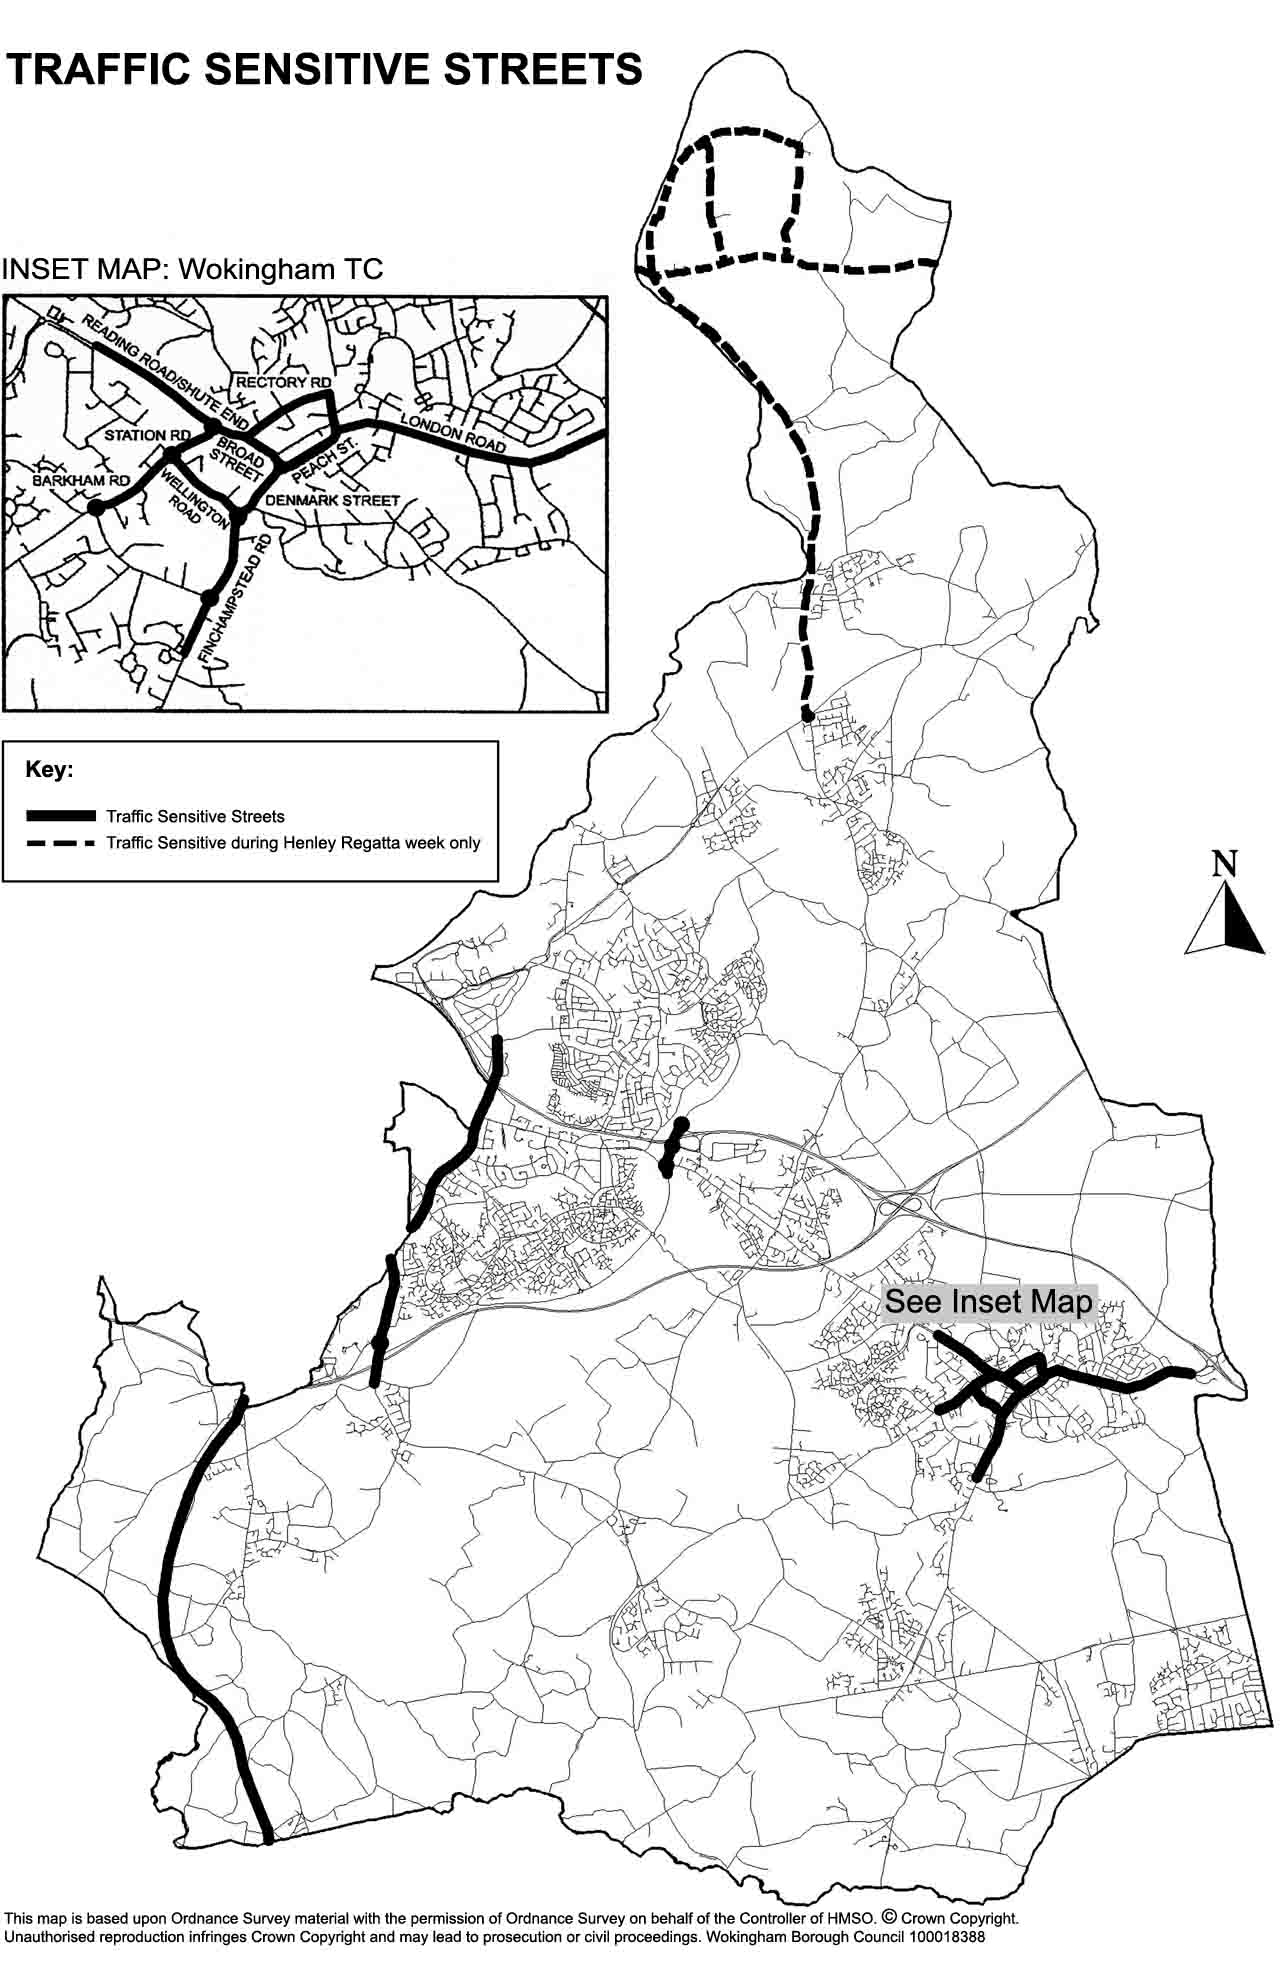 TRAFFIC SENSITIVE STREETS
INSET MAP: Wokingham TC
READING ROAD/SHUTE END
RECTORY RD
STATION RD
BROAD
STREET
LONDON ROAD
PEACH ST.
BARKHAM RD
WELLINGTON
ROAD
DENMARK STREET
FINCHAMPSTEAD RD
Key:
Traffic Sensitive Streets
Traffic Sensitive during Henley Regatta week only
N
See Inset Map
This map is based upon Ordnance Survey material with the permission of Ordnance Survey on behalf of the Controller of HMSO. © Crown Copyright.
Unauthorised reproduction infringes Crown Copyright and may lead to prosecution or civil proceedings. Wokingham Borough Council 100018388